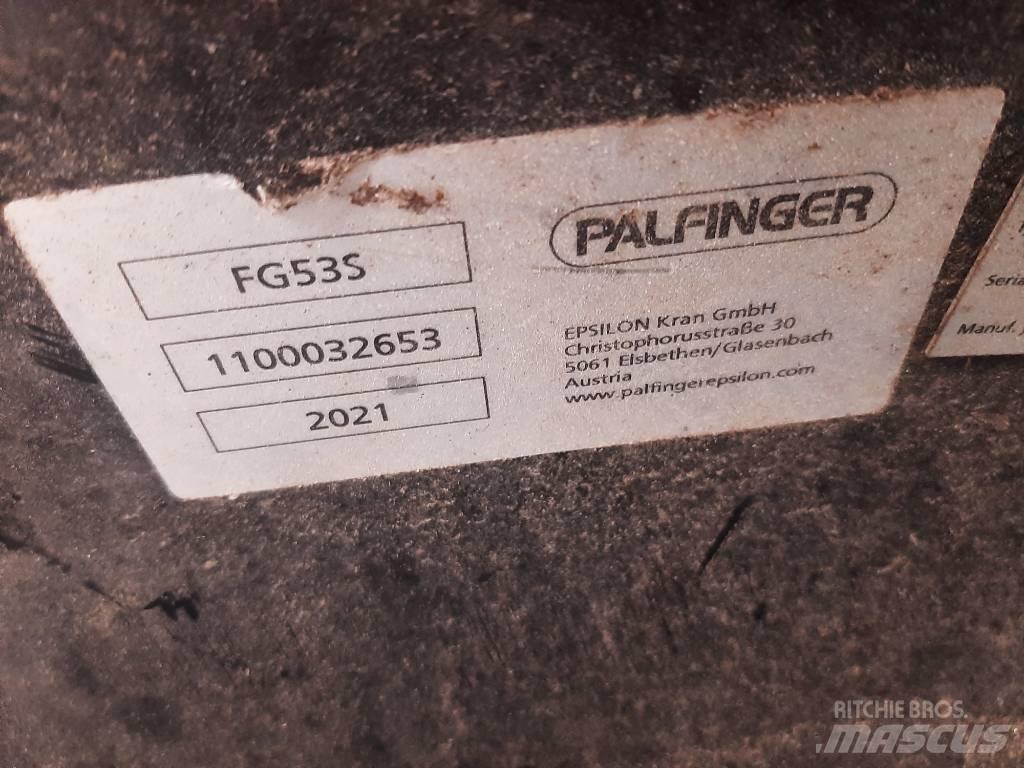 FG53S
1100032653
2021
PALFINGER
EPSILON Kran GmbH
Christophorusstraße 30
5061 Elsbethen/Glasenbach
Austria
www.palfingerepsilon.com
Manuf.
RITCHIE BROS.
MASCUS